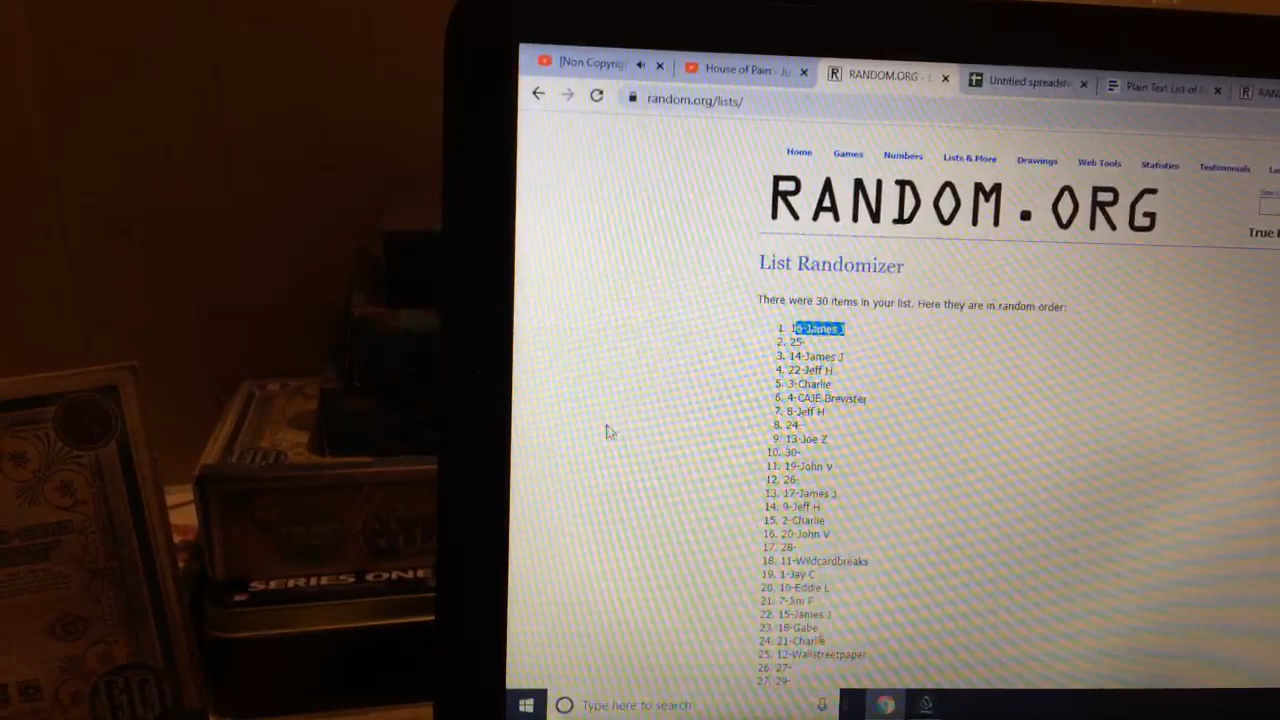 [Non Copyrig
House of Pain - Ju
RANDOM.ORG - L
Untitled spreadsh
Plain Text List of
RAN
random.org/lists/
Home Games Numbers Lists & More Drawings Web Tools Statistics Testimonials Le
RANDOM.ORG
Sear
True
List Randomizer
There were 30 items in your list. Here they are in random order:
1. 16-James J
2. 25-
3. 14-James J
4. 22-Jeff H
5. 3-Charlie
6. 4-CAJE Brewster
7. 8-Jeff H
8. 24-
9. 13-Joe Z
10. 30-
11. 19-John V
12. 26-
13. 17-James J
14. 9-Jeff H
15. 2-Charlie
16. 20-John V
17. 28-
18. 11-Wildcardbreaks
19. 1-Jay C
20. 10-Eddie L
21. 7-Jim F
22. 15-James J
23. 18-Gabe
24. 21-Charlie
25. 12-Wallstreetpaper
26. 27-
27. 29-
Type here to search
SERIES ONE